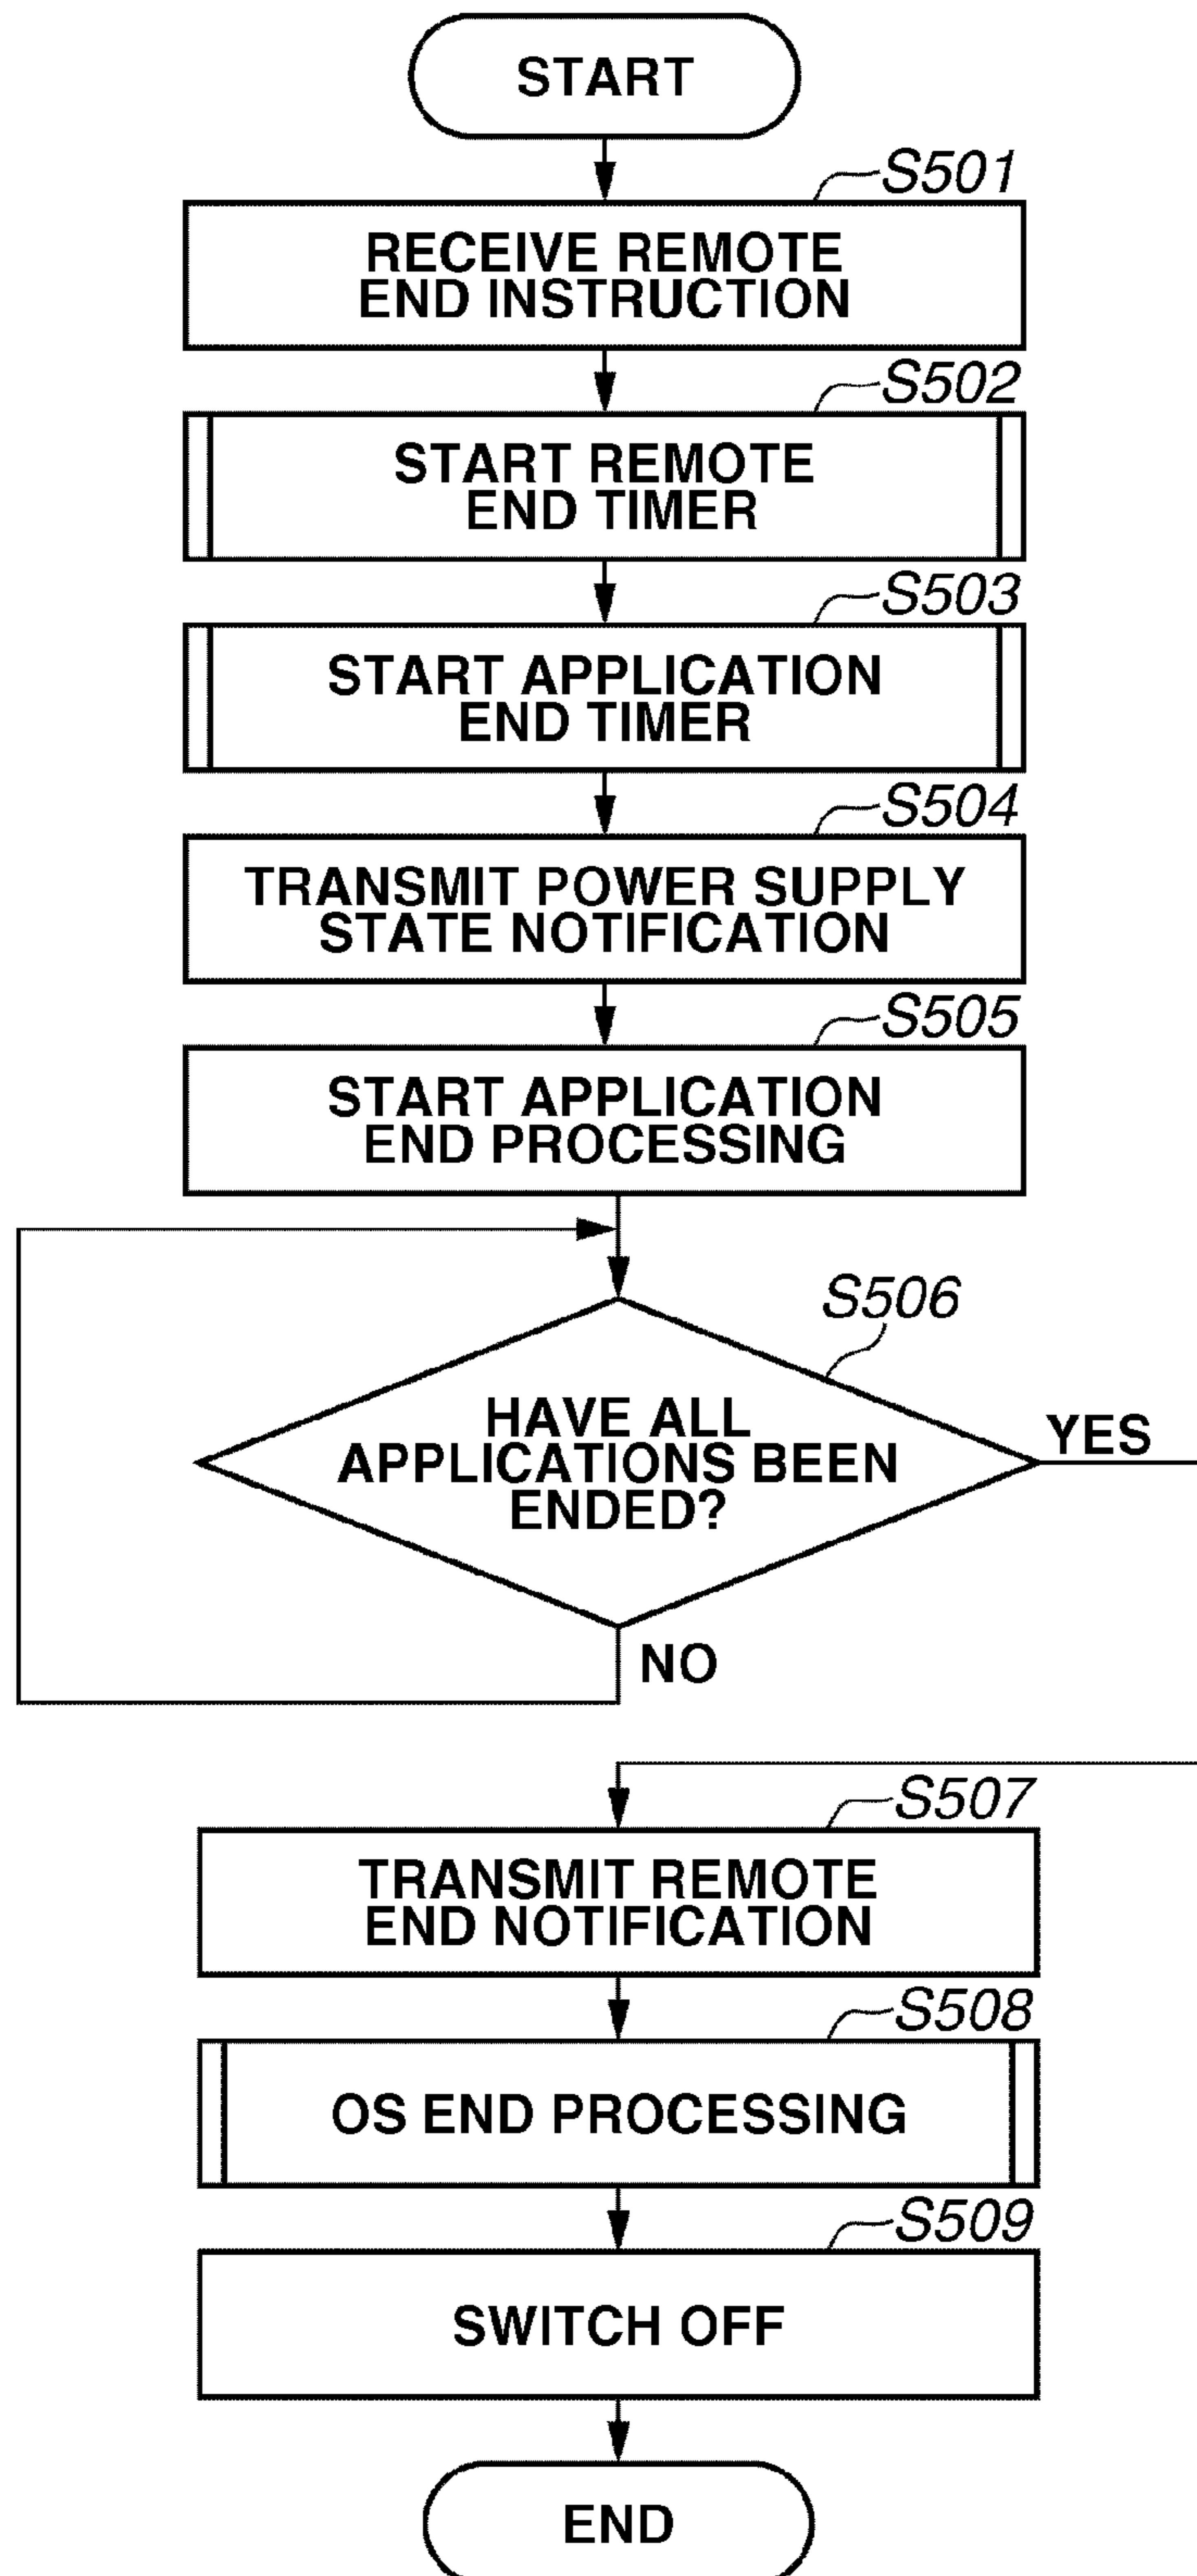 START
S501
RECEIVE REMOTE
END INSTRUCTION
S502
START REMOTE
END TIMER
S503
START APPLICATION
END TIMER
S504
TRANSMIT POWER SUPPLY
STATE NOTIFICATION
S505
START APPLICATION
END PROCESSING
S506
HAVE ALL
APPLICATIONS BEEN
ENDED?
YES
NO
S507
TRANSMIT REMOTE
END NOTIFICATION
S508
OS END PROCESSING
S509
SWITCH OFF
END